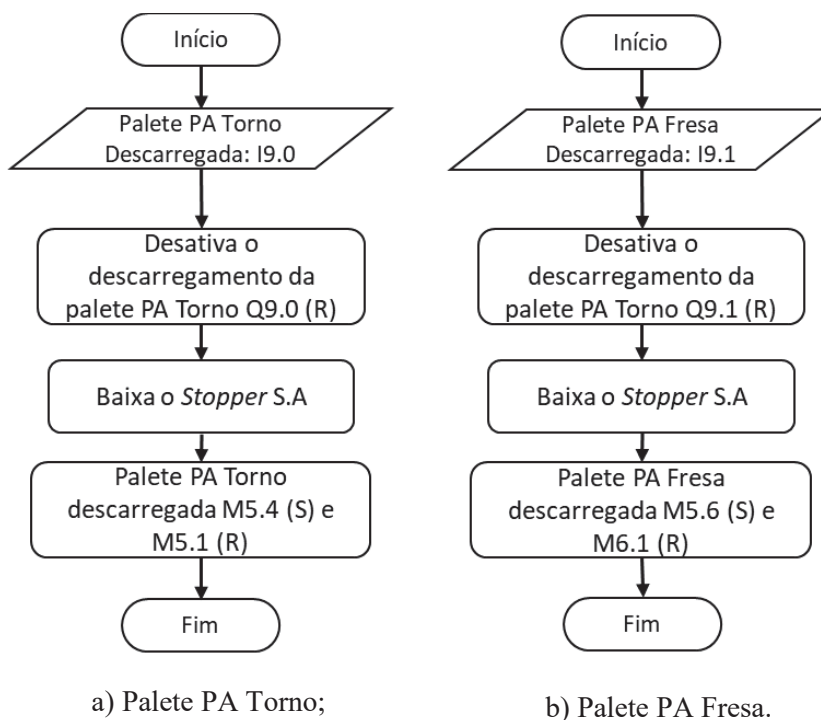 Início
Palete PA Torno
Descarregada: I9.0
Desativa o
descarregamento da
palete PA Torno Q9.0 (R)
Baixa o Stopper S.A
Palete PA Torno
descarregada M5.4 (S) e
M5.1 (R)
Fim
a) Palete PA Torno;
Início
Palete PA Fresa
Descarregada: I9.1
Desativa o
descarregamento da
palete PA Torno Q9.1 (R)
Baixa o Stopper S.A
Palete PA Fresa
descarregada M5.6 (S) e
M6.1 (R)
Fim
b) Palete PA Fresa.